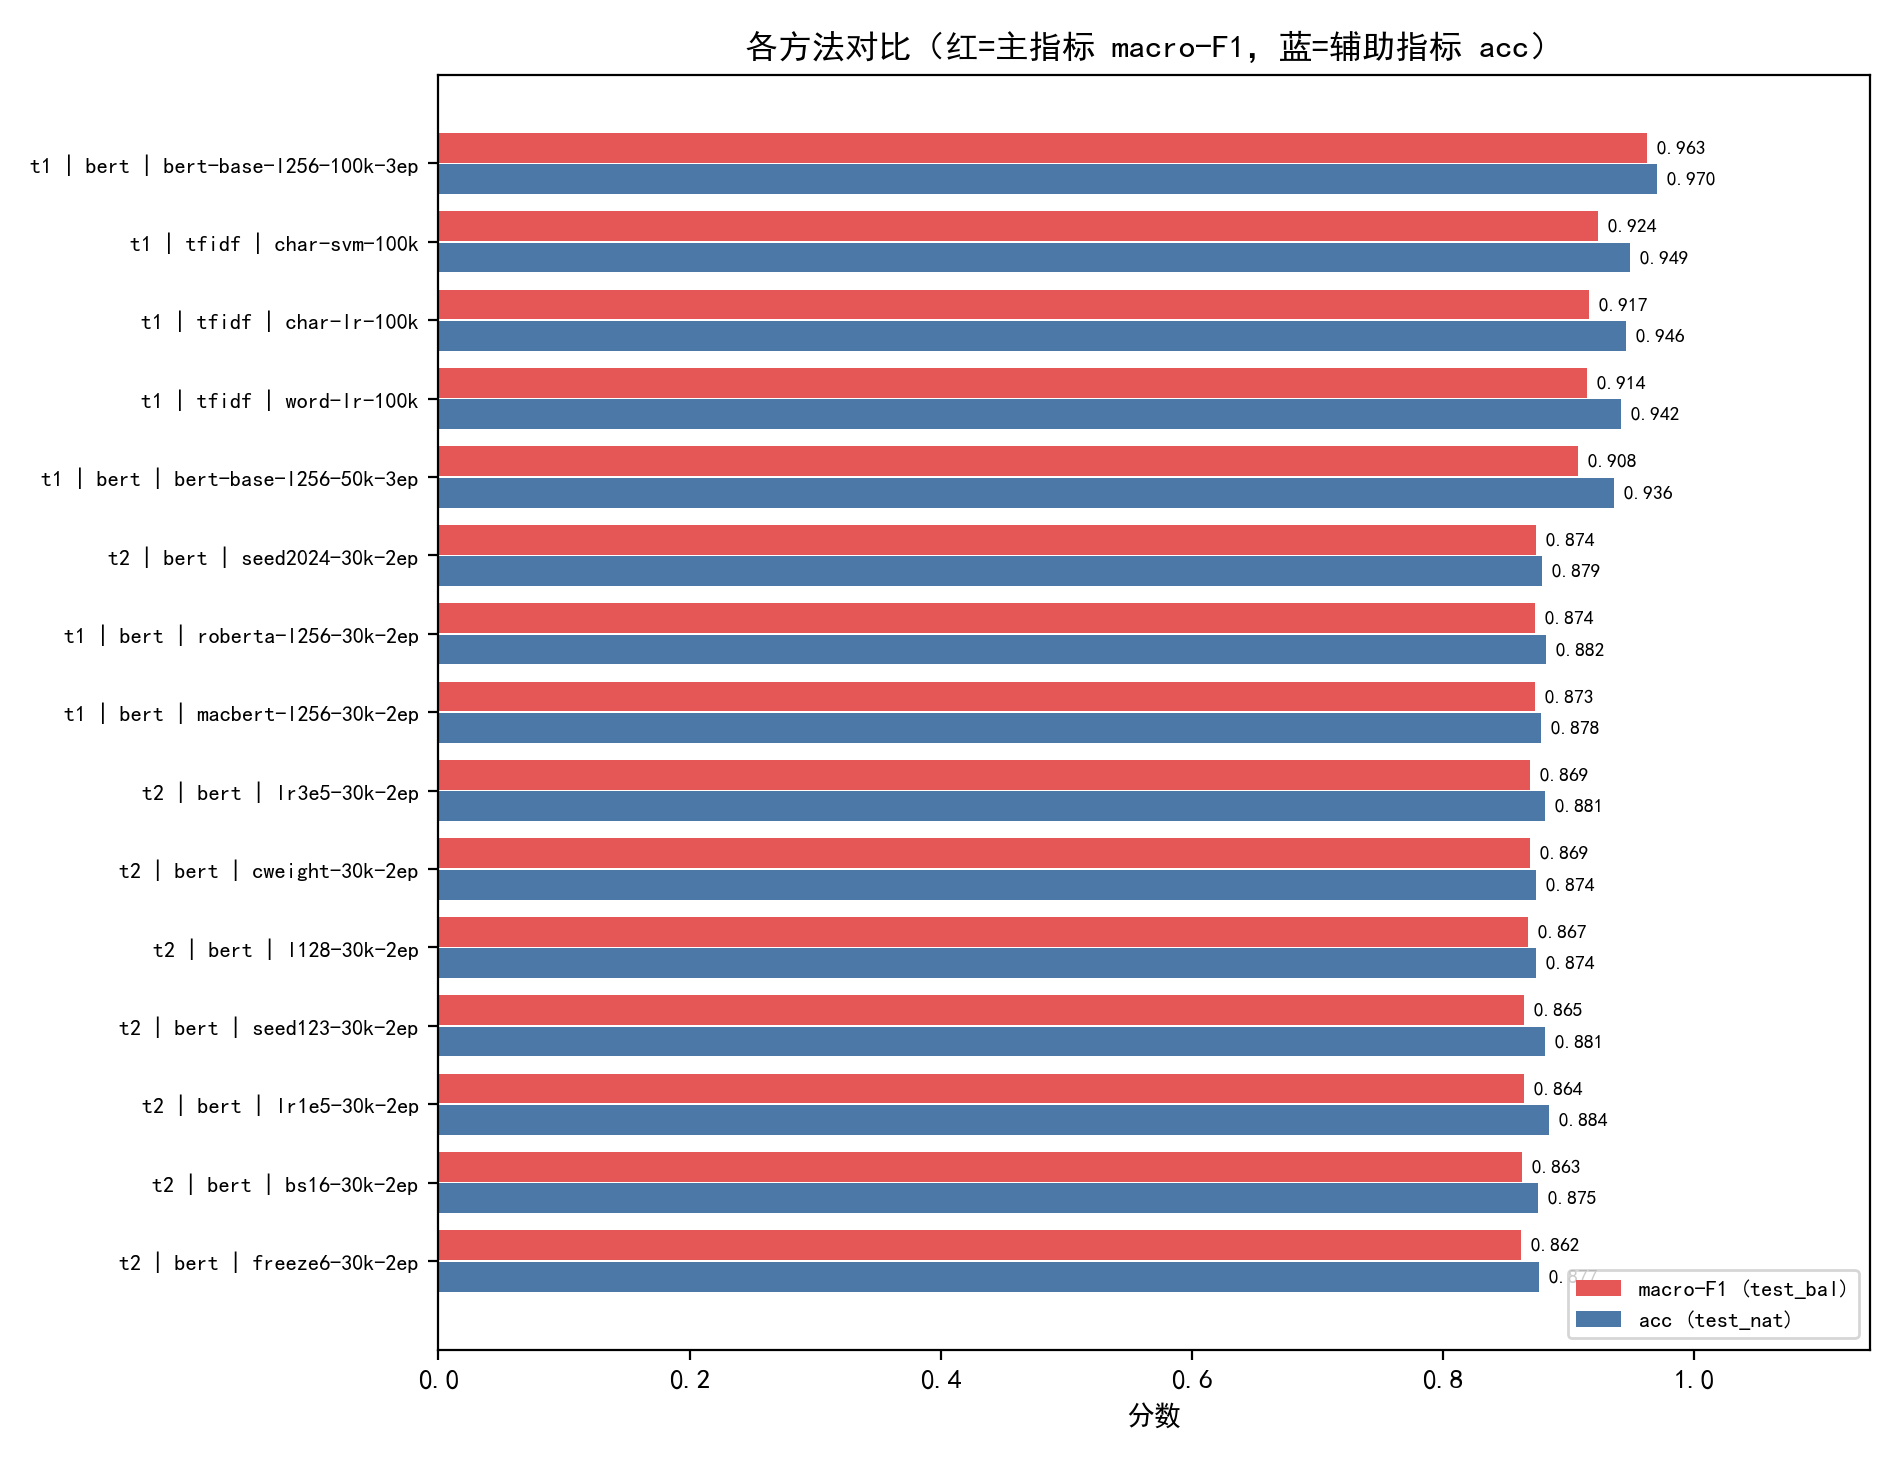 各方法对比（红=主指标 macro-F1，蓝=辅助指标 acc）
t1 | bert | bert-base-l256-100k-3ep
0.963
0.970
t1 | tfidf | char-svm-100k
0.924
0.949
t1 | tfidf | char-lr-100k
0.917
0.946
t1 | tfidf | word-lr-100k
0.914
0.942
t1 | bert | bert-base-l256-50k-3ep
0.908
0.936
t2 | bert | seed2024-30k-2ep
0.874
0.879
t1 | bert | roberta-l256-30k-2ep
0.874
0.882
t1 | bert | macbert-l256-30k-2ep
0.873
0.878
t2 | bert | lr3e5-30k-2ep
0.869
0.881
t2 | bert | cweight-30k-2ep
0.869
0.874
t2 | bert | l128-30k-2ep
0.867
0.874
t2 | bert | seed123-30k-2ep
0.865
0.881
t2 | bert | lr1e5-30k-2ep
0.864
0.884
t2 | bert | bs16-30k-2ep
0.863
0.875
t2 | bert | freeze6-30k-2ep
0.862
0.877
macro-F1 (test_bal)
acc (test_nat)
0.0 0.2 0.4 0.6 0.8 1.0
分数